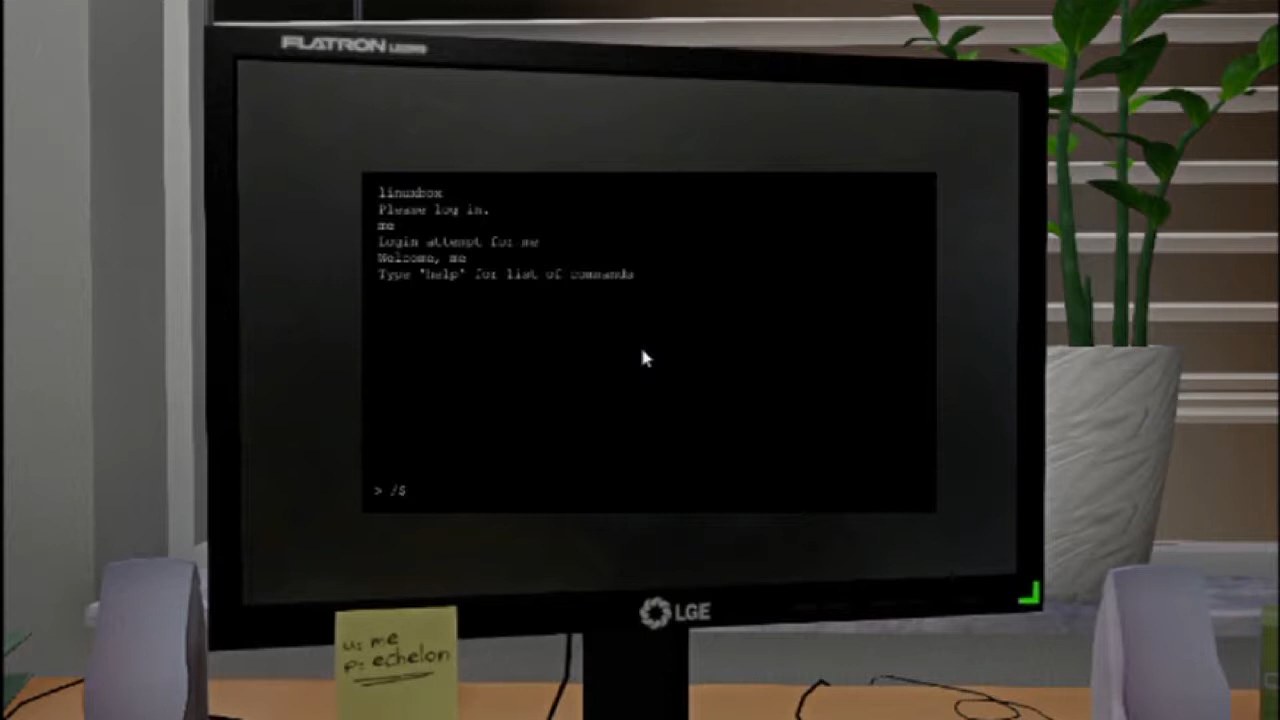 FLATRON
linuxbox
Please log in.
me
Login attempt for me
Welcome, me
Type "help" for list of commands
> /s
LGE
u: me
p: echelon